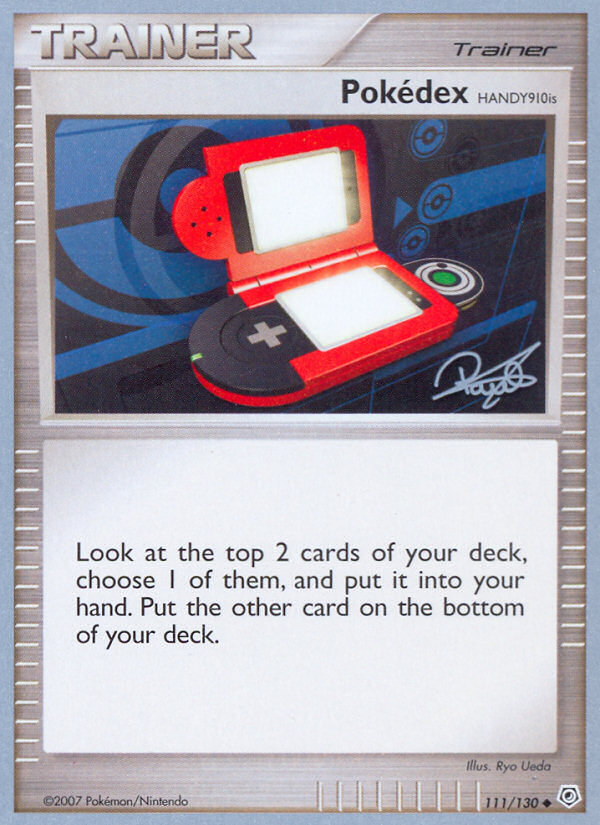 TRAINER
Trainer
Pokédex HANDY910is
Look at the top 2 cards of your deck,
choose 1 of them, and put it into your
hand. Put the other card on the bottom
of your deck.
Illus. Ryo Ueda
©2007 Pokémon/Nintendo
111/130